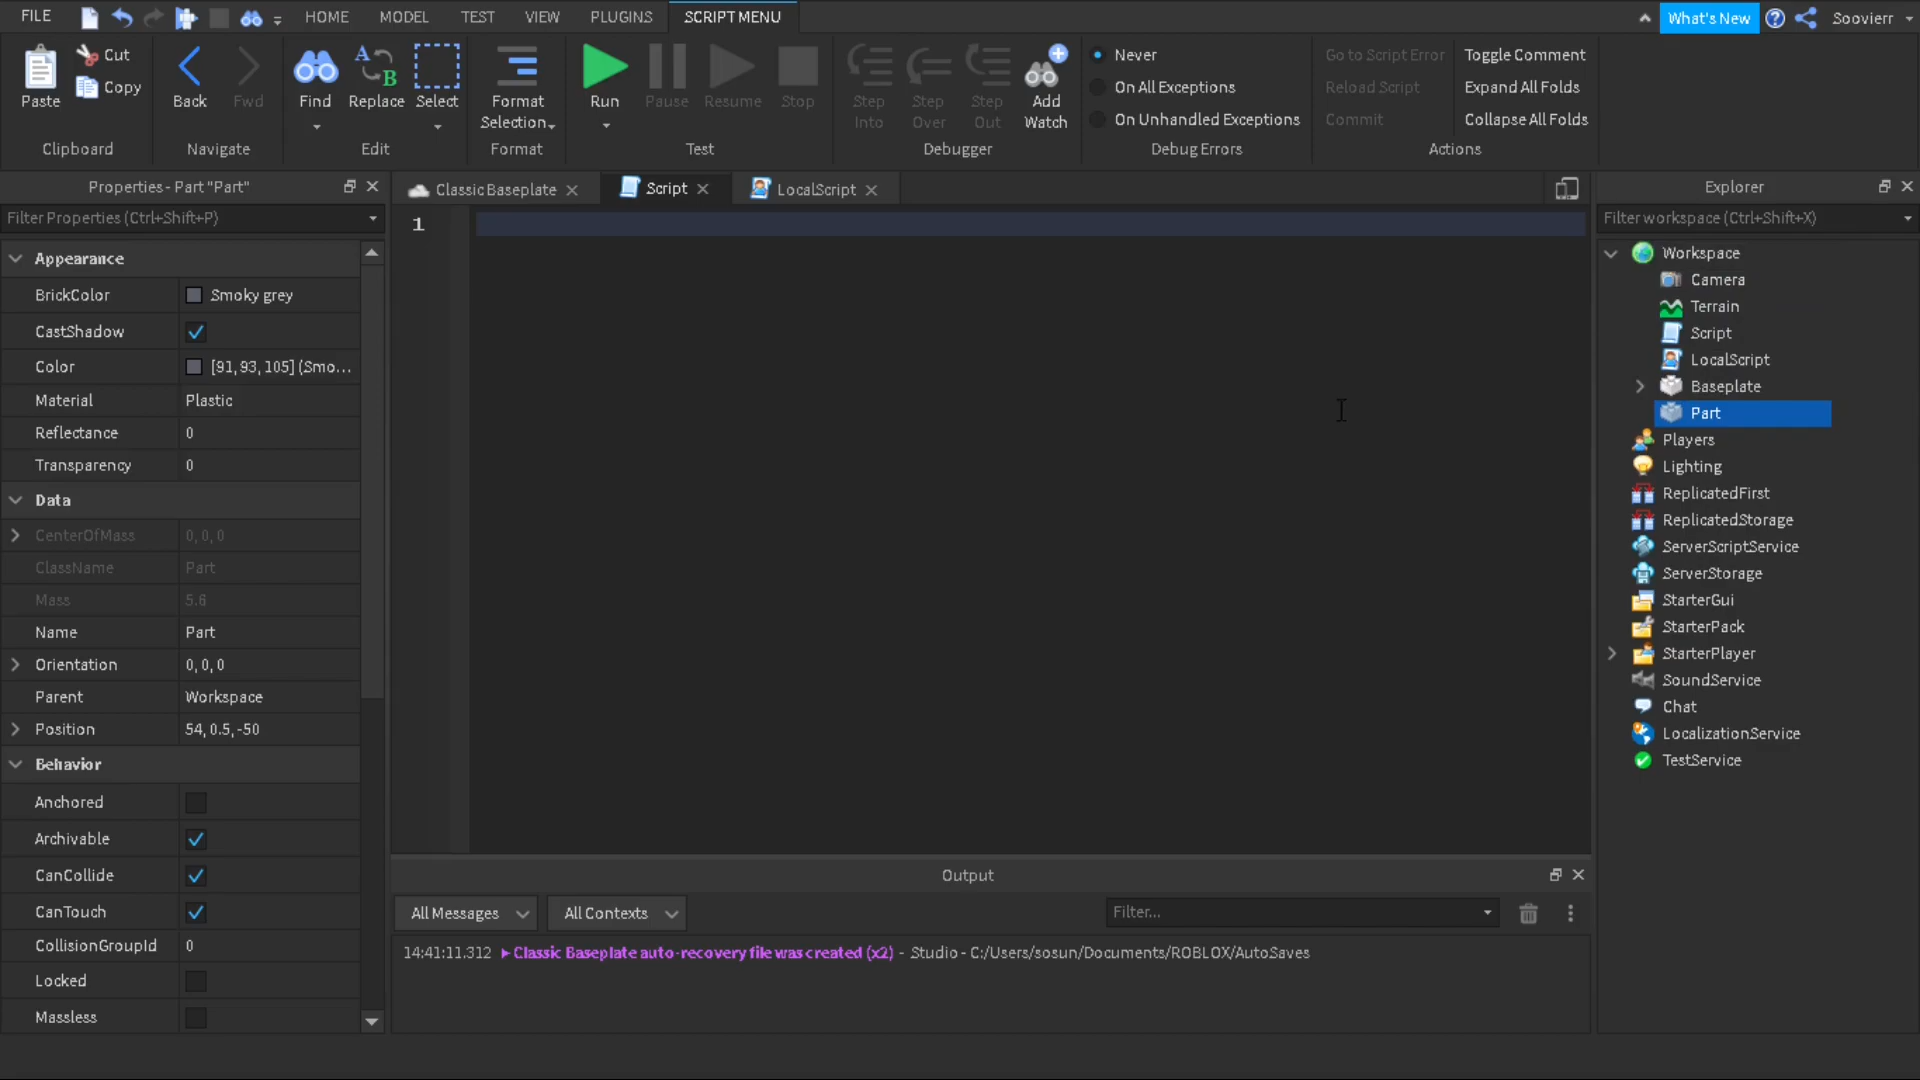 FILE HOME MODEL TEST VIEW PLUGINS SCRIPT MENU What's New Soovierr
Paste Cut Copy Back Fwd Find Replace Select Format Selection Run Pause Resume Stop Step Into Step Over Step Out Add Watch
Never
On All Exceptions
On Unhandled Exceptions
Go to Script Error
Reload Script
Commit
Toggle Comment
Expand All Folds
Collapse All Folds
Clipboard Navigate Edit Format Test Debugger Debug Errors Actions
Properties - Part "Part"
Filter Properties (Ctrl+Shift+P)
Appearance
BrickColor Smoky grey
CastShadow
Color [91, 93, 105] (Smo...
Material Plastic
Reflectance 0
Transparency 0
Data
CenterOfMass 0, 0, 0
ClassName Part
Mass 5.6
Name Part
Orientation 0, 0, 0
Parent Workspace
Position 54, 0.5, -50
Behavior
Anchored
Archivable
CanCollide
CanTouch
CollisionGroupId 0
Locked
Massless
Classic Baseplate Script LocalScript
1
Output
All Messages All Contexts Filter...
14:41:11.312 Classic Baseplate auto-recovery file was created (x2) - Studio - C:/Users/sosun/Documents/ROBLOX/AutoSaves
Explorer
Filter workspace (Ctrl+Shift+X)
Workspace
Camera
Terrain
Script
LocalScript
Baseplate
Part
Players
Lighting
ReplicatedFirst
ReplicatedStorage
ServerScriptService
ServerStorage
StarterGui
StarterPack
StarterPlayer
SoundService
Chat
LocalizationService
TestService